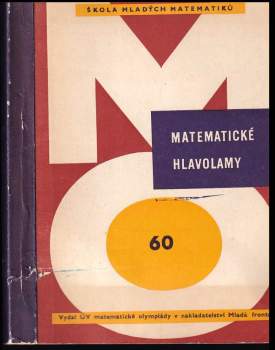 ŠKOLA MLADÝCH MATEMATIKŮ
MATEMATICKÉ
HLAVOLAMY
60
Vydal ÚV matematické olympiády v nakladatelství Mladá fronta